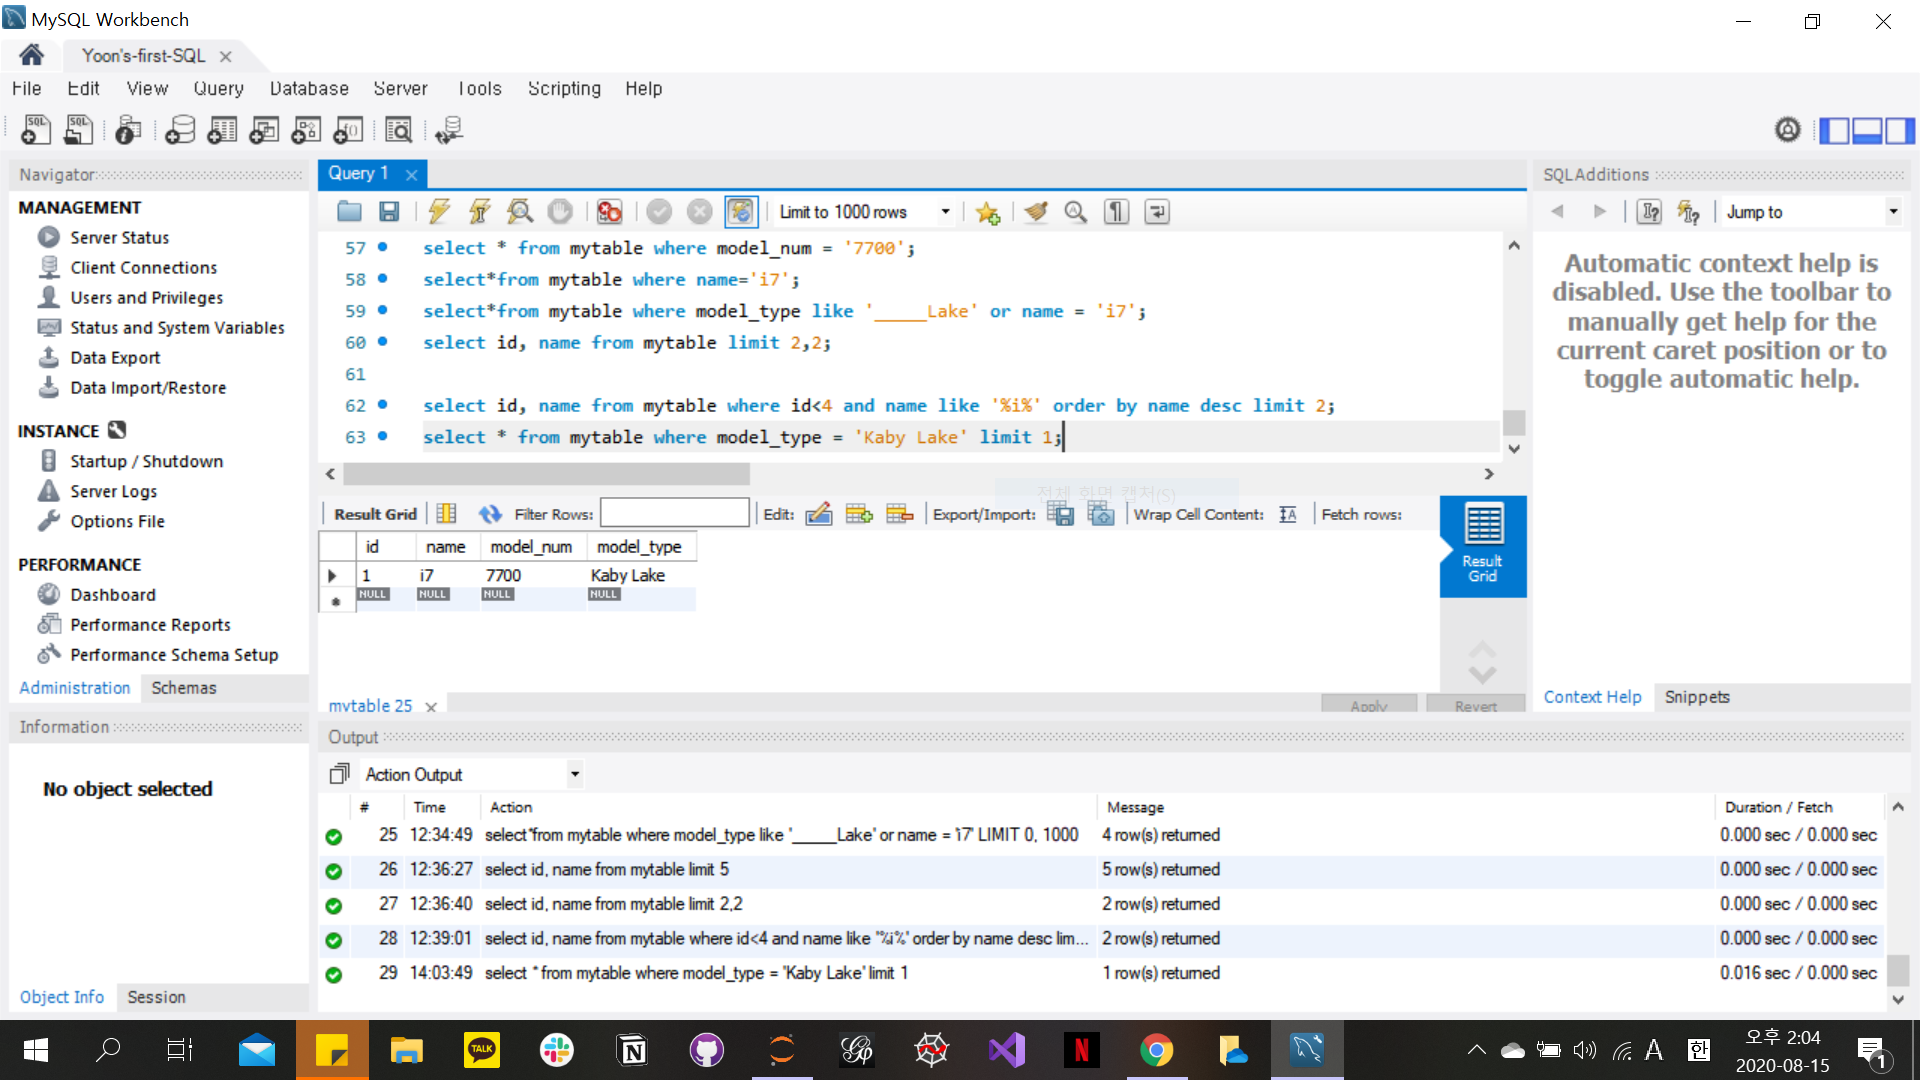 MySQL Workbench
Yoon's-first-SQL
File Edit View Query Database Server Tools Scripting Help
Navigator
MANAGEMENT
Server Status
Client Connections
Users and Privileges
Status and System Variables
Data Export
Data Import/Restore
INSTANCE
Startup / Shutdown
Server Logs
Options File
PERFORMANCE
Dashboard
Performance Reports
Performance Schema Setup
Administration Schemas
Information
No object selected
Object Info Session
Query 1
Limit to 1000 rows
57 select * from mytable where model_num = '7700';
58 select*from mytable where name='i7';
59 select*from mytable where model_type like '_____Lake' or name = 'i7';
60 select id, name from mytable limit 2,2;
61
62 select id, name from mytable where id<4 and name like '%i%' order by name desc limit 2;
63 select * from mytable where model_type = 'Kaby Lake' limit 1;
전체 화면 캡처(S)
Result Grid Filter Rows: Edit: Export/Import: Wrap Cell Content: Fetch rows:
id name model_num model_type
1 i7 7700 Kaby Lake
NULL NULL NULL NULL
Result Grid
mytable 25
Apply Revert
SQLAdditions
Jump to
Automatic context help is
disabled. Use the toolbar to
manually get help for the
current caret position or to
toggle automatic help.
Context Help Snippets
Output
Action Output
# Time Action Message Duration / Fetch
25 12:34:49 select*from mytable where model_type like '_____Lake' or name = 'i7' LIMIT 0, 1000 4 row(s) returned 0.000 sec / 0.000 sec
26 12:36:27 select id, name from mytable limit 5 5 row(s) returned 0.000 sec / 0.000 sec
27 12:36:40 select id, name from mytable limit 2,2 2 row(s) returned 0.000 sec / 0.000 sec
28 12:39:01 select id, name from mytable where id<4 and name like '%i%' order by name desc lim... 2 row(s) returned 0.000 sec / 0.000 sec
29 14:03:49 select * from mytable where model_type = 'Kaby Lake' limit 1 1 row(s) returned 0.016 sec / 0.000 sec
TALK
A 한
오후 2:04
2020-08-15
1